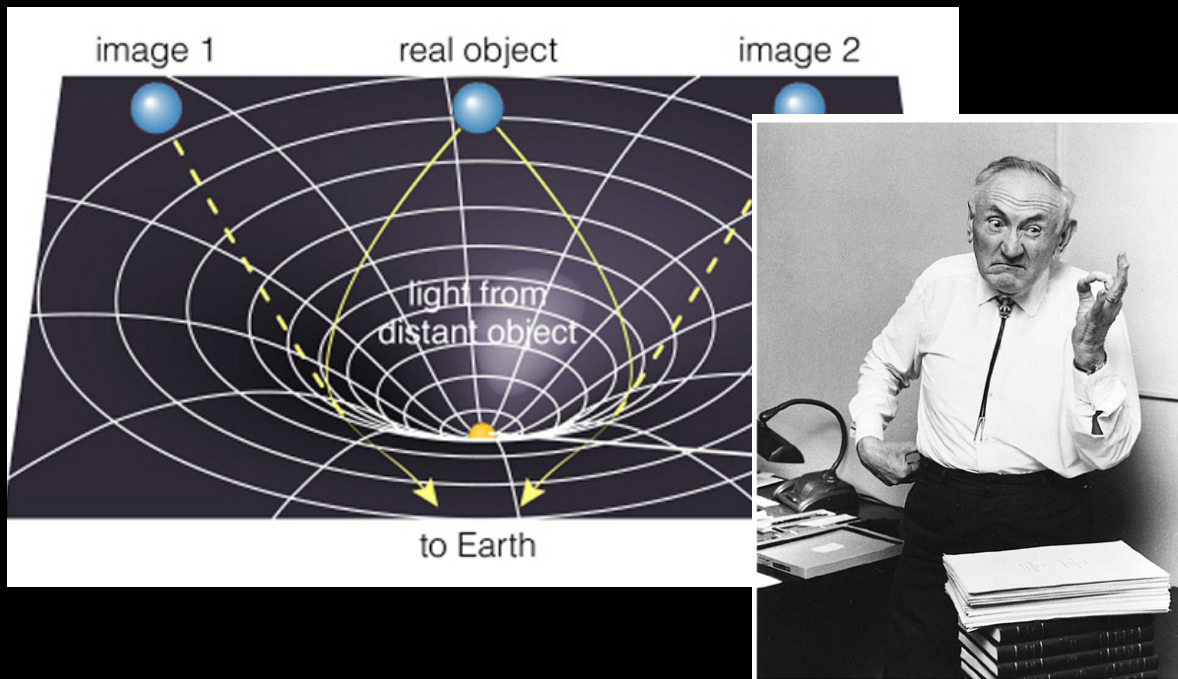 image 1
real object
image 2
light from
distant object
to Earth